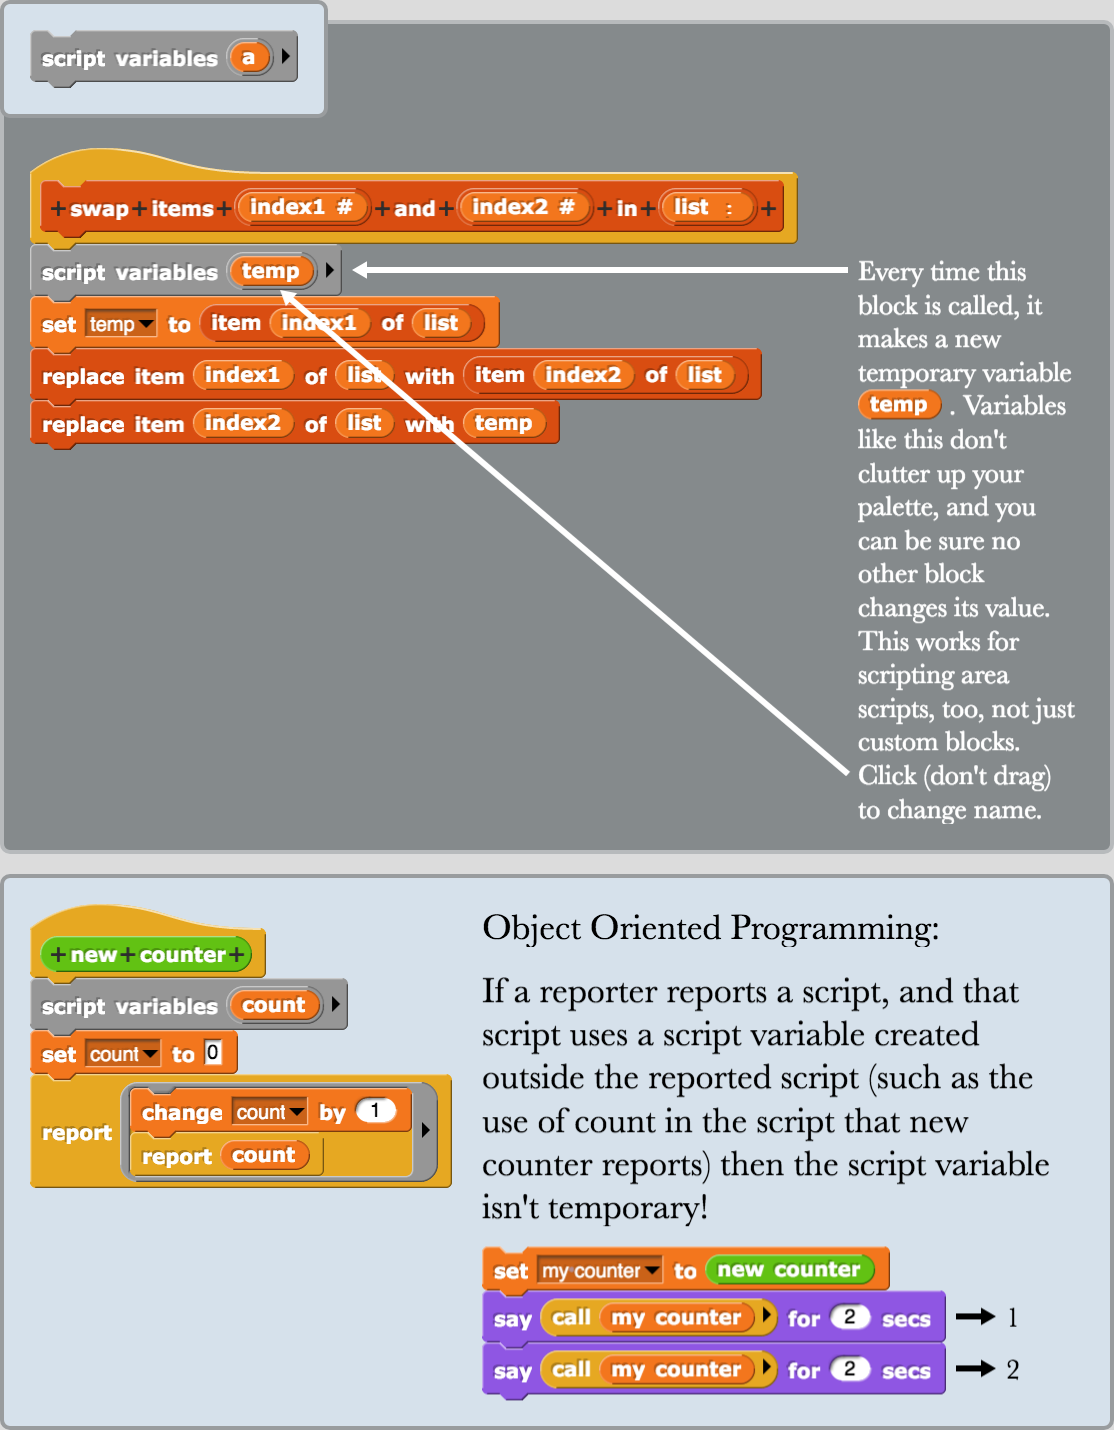 script variables a
+ swap + items + index1 # + and + index2 # + in + list : +
script variables temp
set temp to item index1 of list
replace item index1 of list with item index2 of list
replace item index2 of list with temp
Every time this
block is called, it
makes a new
temporary variable
temp . Variables
like this don't
clutter up your
palette, and you
can be sure no
other block
changes its value.
This works for
scripting area
scripts, too, not just
custom blocks.
Click (don't drag)
to change name.
+ new + counter +
script variables count
set count to 0
report
change count by 1
report count
Object Oriented Programming:
If a reporter reports a script, and that
script uses a script variable created
outside the reported script (such as the
use of count in the script that new
counter reports) then the script variable
isn't temporary!
set my counter to new counter
say call my counter for 2 secs 1
say call my counter for 2 secs 2